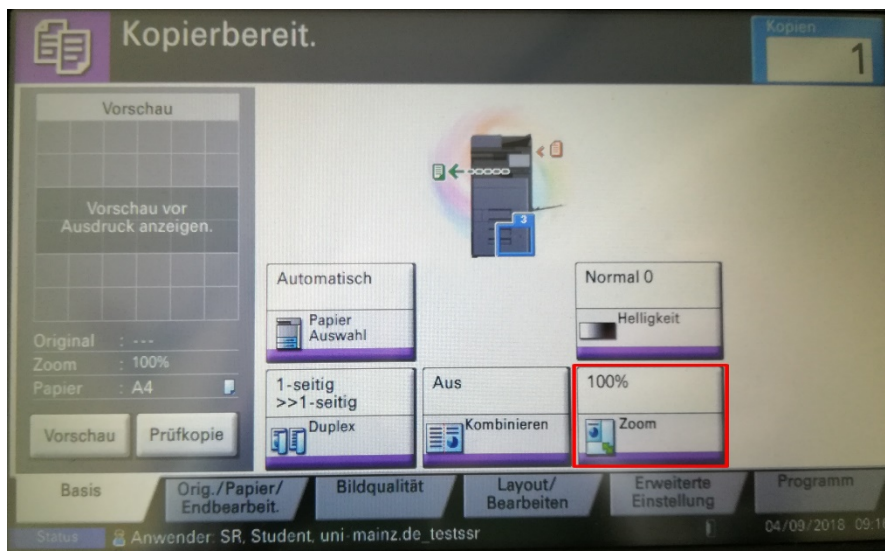 Kopierbereit.
Kopien
1
Vorschau
Vorschau vor
Ausdruck anzeigen.
Original : ---
Zoom : 100%
Papier : A4
Vorschau
Prüfkopie
3
Automatisch
Papier
Auswahl
Normal 0
Helligkeit
1-seitig
>>1-seitig
Duplex
Aus
Kombinieren
100%
Zoom
Basis
Orig./Papier/
Endbearbeit.
Bildqualität
Layout/
Bearbeiten
Erweiterte
Einstellung
Programm
Status
Anwender: SR, Student, uni-mainz.de_testssr
04/09/2018